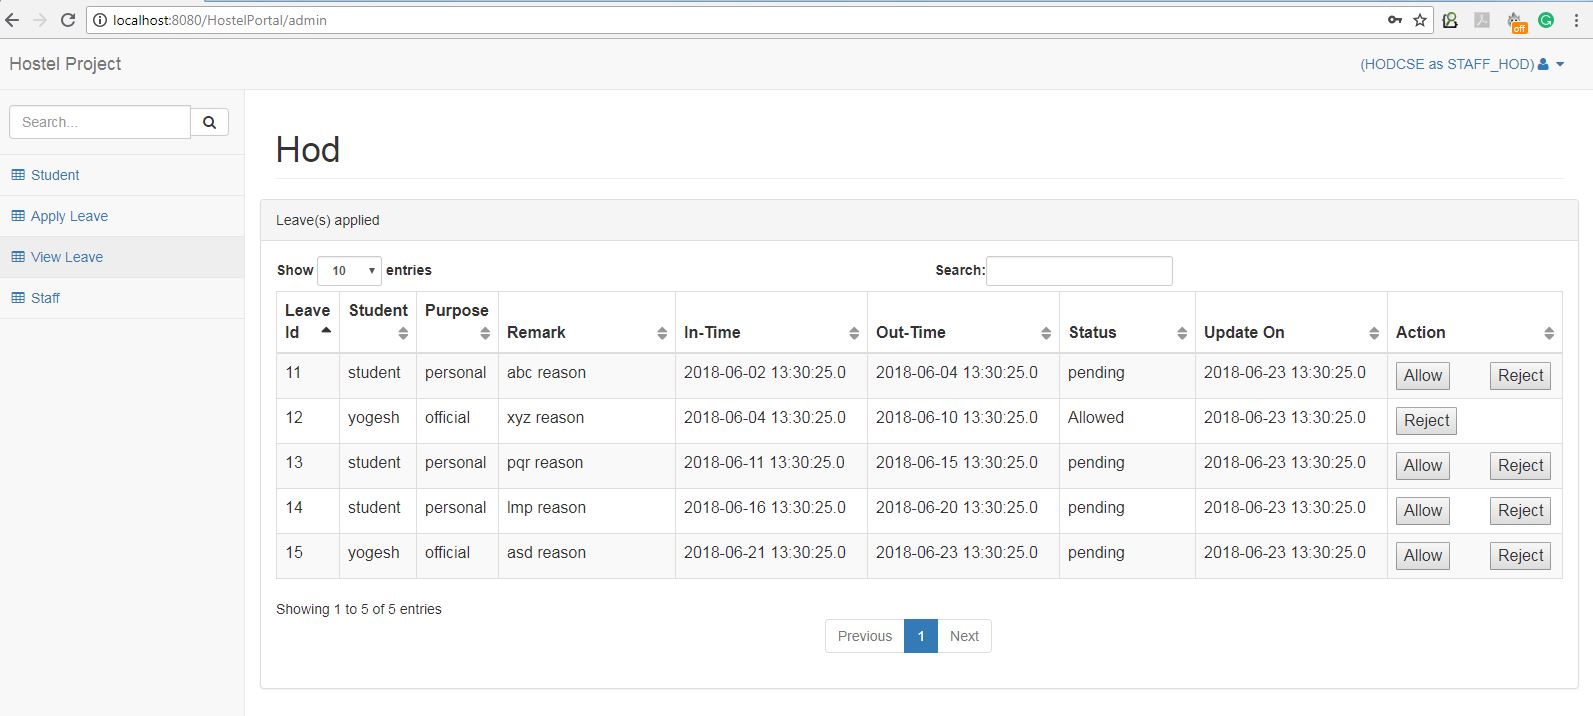 localhost:8080/HostelPortal/admin
off
Hostel Project
(HODCSE as STAFF_HOD)
Search...
Student
Apply Leave
View Leave
Staff
Hod
Leave(s) applied
Show 10 entries Search:
Leave Id Student Purpose Remark In-Time Out-Time Status Update On Action
11 student personal abc reason 2018-06-02 13:30:25.0 2018-06-04 13:30:25.0 pending 2018-06-23 13:30:25.0 Allow Reject
12 yogesh official xyz reason 2018-06-04 13:30:25.0 2018-06-10 13:30:25.0 Allowed 2018-06-23 13:30:25.0 Reject
13 student personal pqr reason 2018-06-11 13:30:25.0 2018-06-15 13:30:25.0 pending 2018-06-23 13:30:25.0 Allow Reject
14 student personal lmp reason 2018-06-16 13:30:25.0 2018-06-20 13:30:25.0 pending 2018-06-23 13:30:25.0 Allow Reject
15 yogesh official asd reason 2018-06-21 13:30:25.0 2018-06-23 13:30:25.0 pending 2018-06-23 13:30:25.0 Allow Reject
Showing 1 to 5 of 5 entries
Previous 1 Next